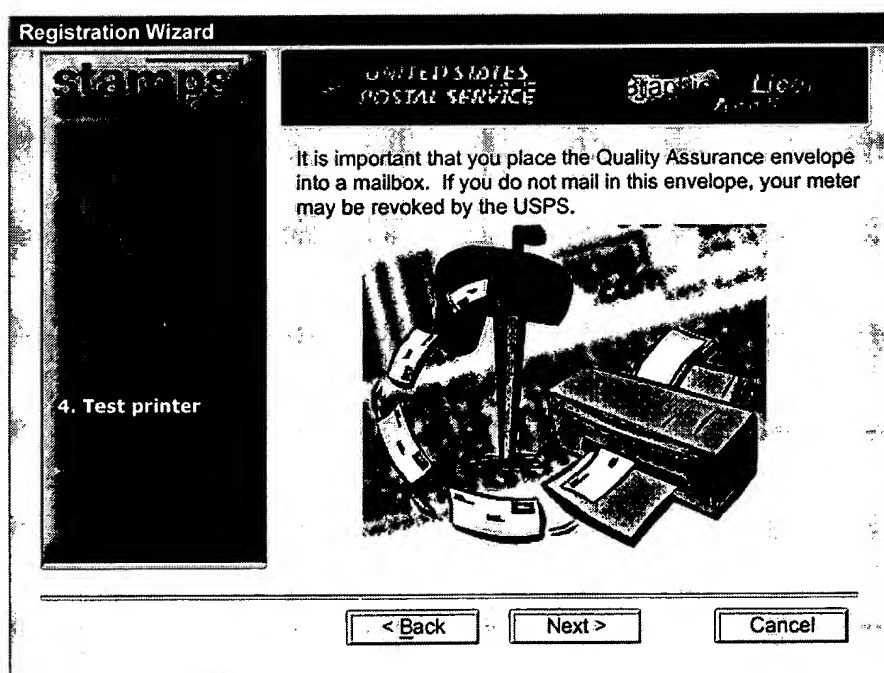 Registration Wizard
stamps
UNITED STATES
POSTAL SERVICE
It is important that you place the Quality Assurance envelope
into a mailbox. If you do not mail in this envelope, your meter
may be revoked by the USPS.
.com
4. Test printer
< Back
Next >
Cancel